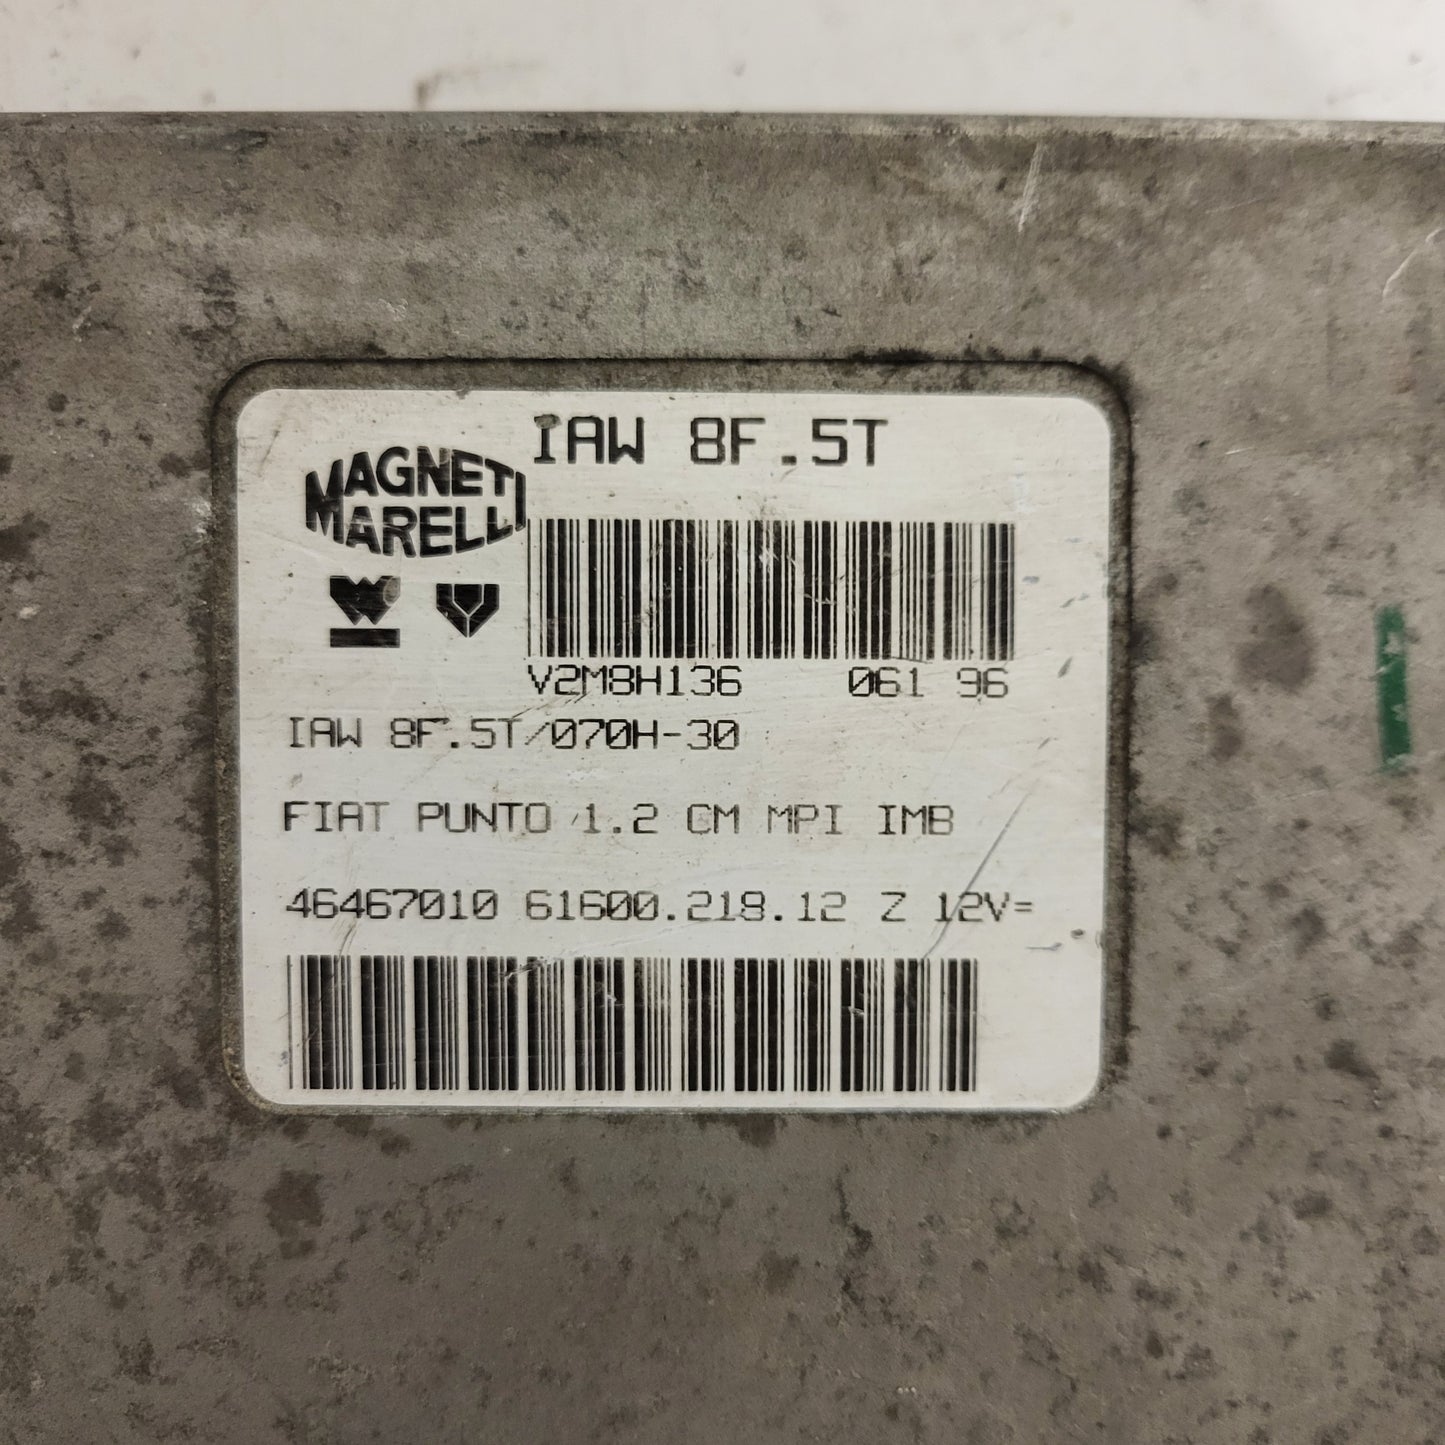 IAW 8F.5T
MAGNETI
MARELLI
V2M8H136 061 96
IAW 8F.5T/070H-30
FIAT PUNTO 1.2 CM MPI IMB
46467010 61600.218.12 Z 12V=